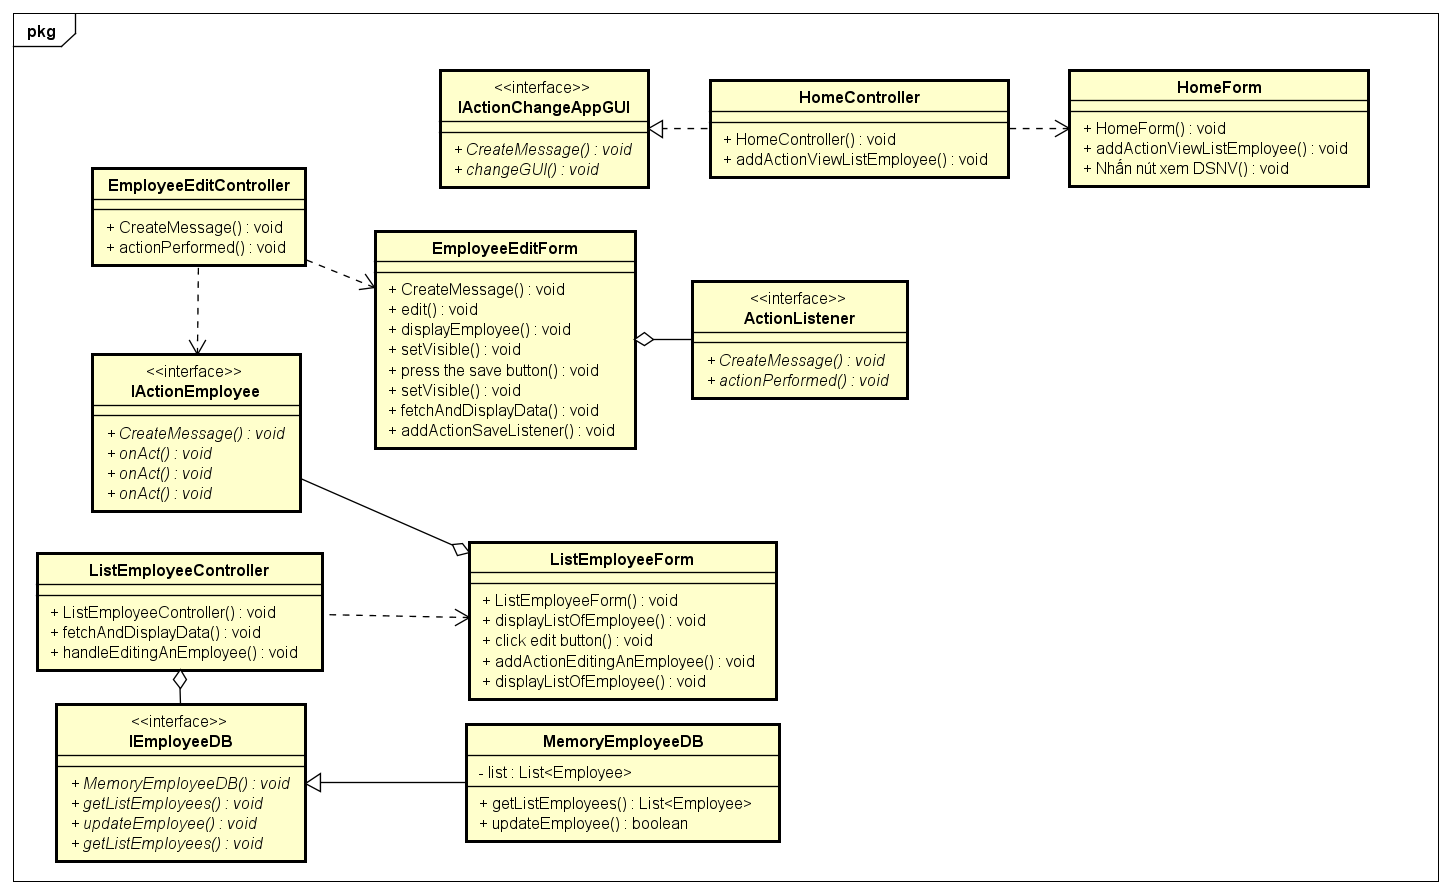 pkg
<<interface>>
IActionChangeAppGUI
+ CreateMessage() : void
+ changeGUI() : void
HomeController
+ HomeController() : void
+ addActionViewListEmployee() : void
HomeForm
+ HomeForm() : void
+ addActionViewListEmployee() : void
+ Nhấn nút xem DSNV() : void
EmployeeEditController
+ CreateMessage() : void
+ actionPerformed() : void
EmployeeEditForm
+ CreateMessage() : void
+ edit() : void
+ displayEmployee() : void
+ setVisible() : void
+ press the save button() : void
+ setVisible() : void
+ fetchAndDisplayData() : void
+ addActionSaveListener() : void
<<interface>>
ActionListener
+ CreateMessage() : void
+ actionPerformed() : void
<<interface>>
IActionEmployee
+ CreateMessage() : void
+ onAct() : void
+ onAct() : void
+ onAct() : void
ListEmployeeController
+ ListEmployeeController() : void
+ fetchAndDisplayData() : void
+ handleEditingAnEmployee() : void
ListEmployeeForm
+ ListEmployeeForm() : void
+ displayListOfEmployee() : void
+ click edit button() : void
+ addActionEditingAnEmployee() : void
+ displayListOfEmployee() : void
<<interface>>
IEmployeeDB
+ MemoryEmployeeDB() : void
+ getListEmployees() : void
+ updateEmployee() : void
+ getListEmployees() : void
MemoryEmployeeDB
- list : List<Employee>
+ getListEmployees() : List<Employee>
+ updateEmployee() : boolean